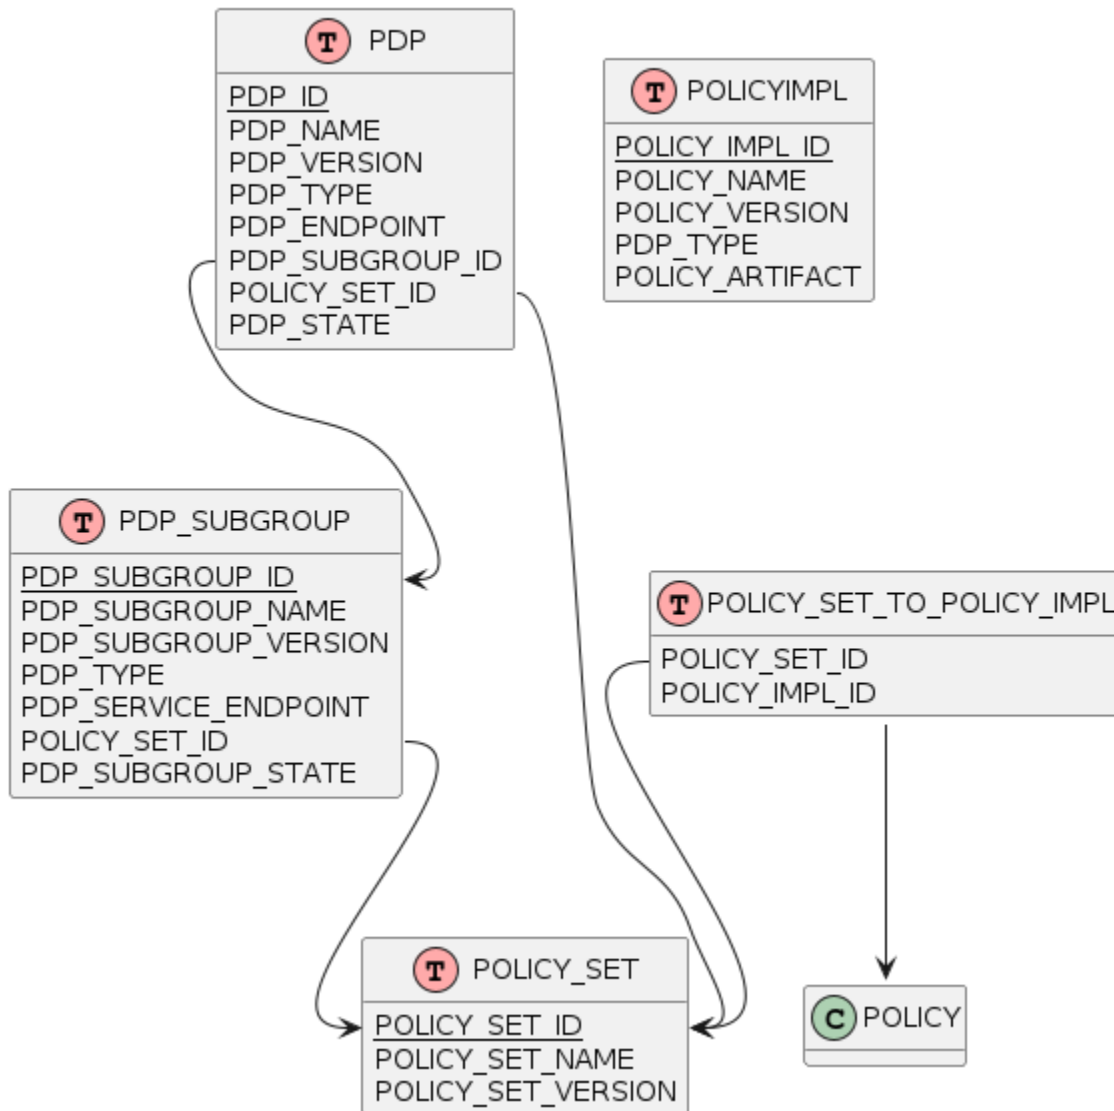 T PDP
PDP_ID
PDP_NAME
PDP_VERSION
PDP_TYPE
PDP_ENDPOINT
PDP_SUBGROUP_ID
POLICY_SET_ID
PDP_STATE
T POLICYIMPL
POLICY_IMPL_ID
POLICY_NAME
POLICY_VERSION
PDP_TYPE
POLICY_ARTIFACT
T PDP_SUBGROUP
PDP_SUBGROUP_ID
PDP_SUBGROUP_NAME
PDP_SUBGROUP_VERSION
PDP_TYPE
PDP_SERVICE_ENDPOINT
POLICY_SET_ID
PDP_SUBGROUP_STATE
T POLICY_SET_TO_POLICY_IMPL
POLICY_SET_ID
POLICY_IMPL_ID
T POLICY_SET
POLICY_SET_ID
POLICY_SET_NAME
POLICY_SET_VERSION
C POLICY